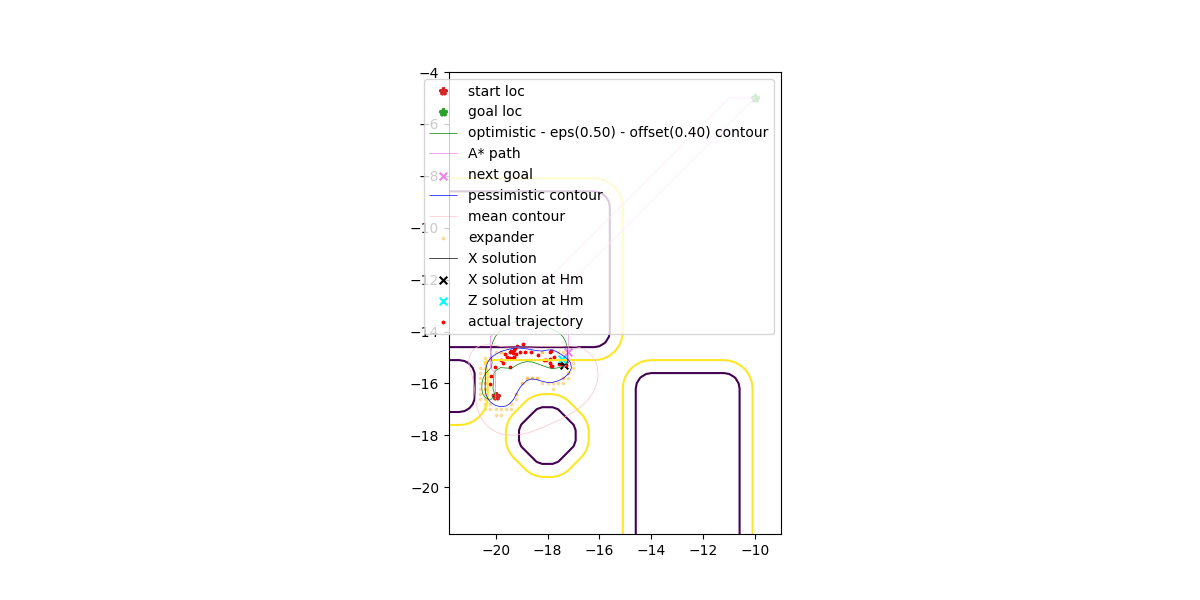 −4
−6
−8
−10
−12
−14
−16
−18
−20
start loc
goal loc
optimistic - eps(0.50) - offset(0.40) contour
A* path
next goal
pessimistic contour
mean contour
expander
X solution
X solution at Hm
Z solution at Hm
actual trajectory
−20 −18 −16 −14 −12 −10